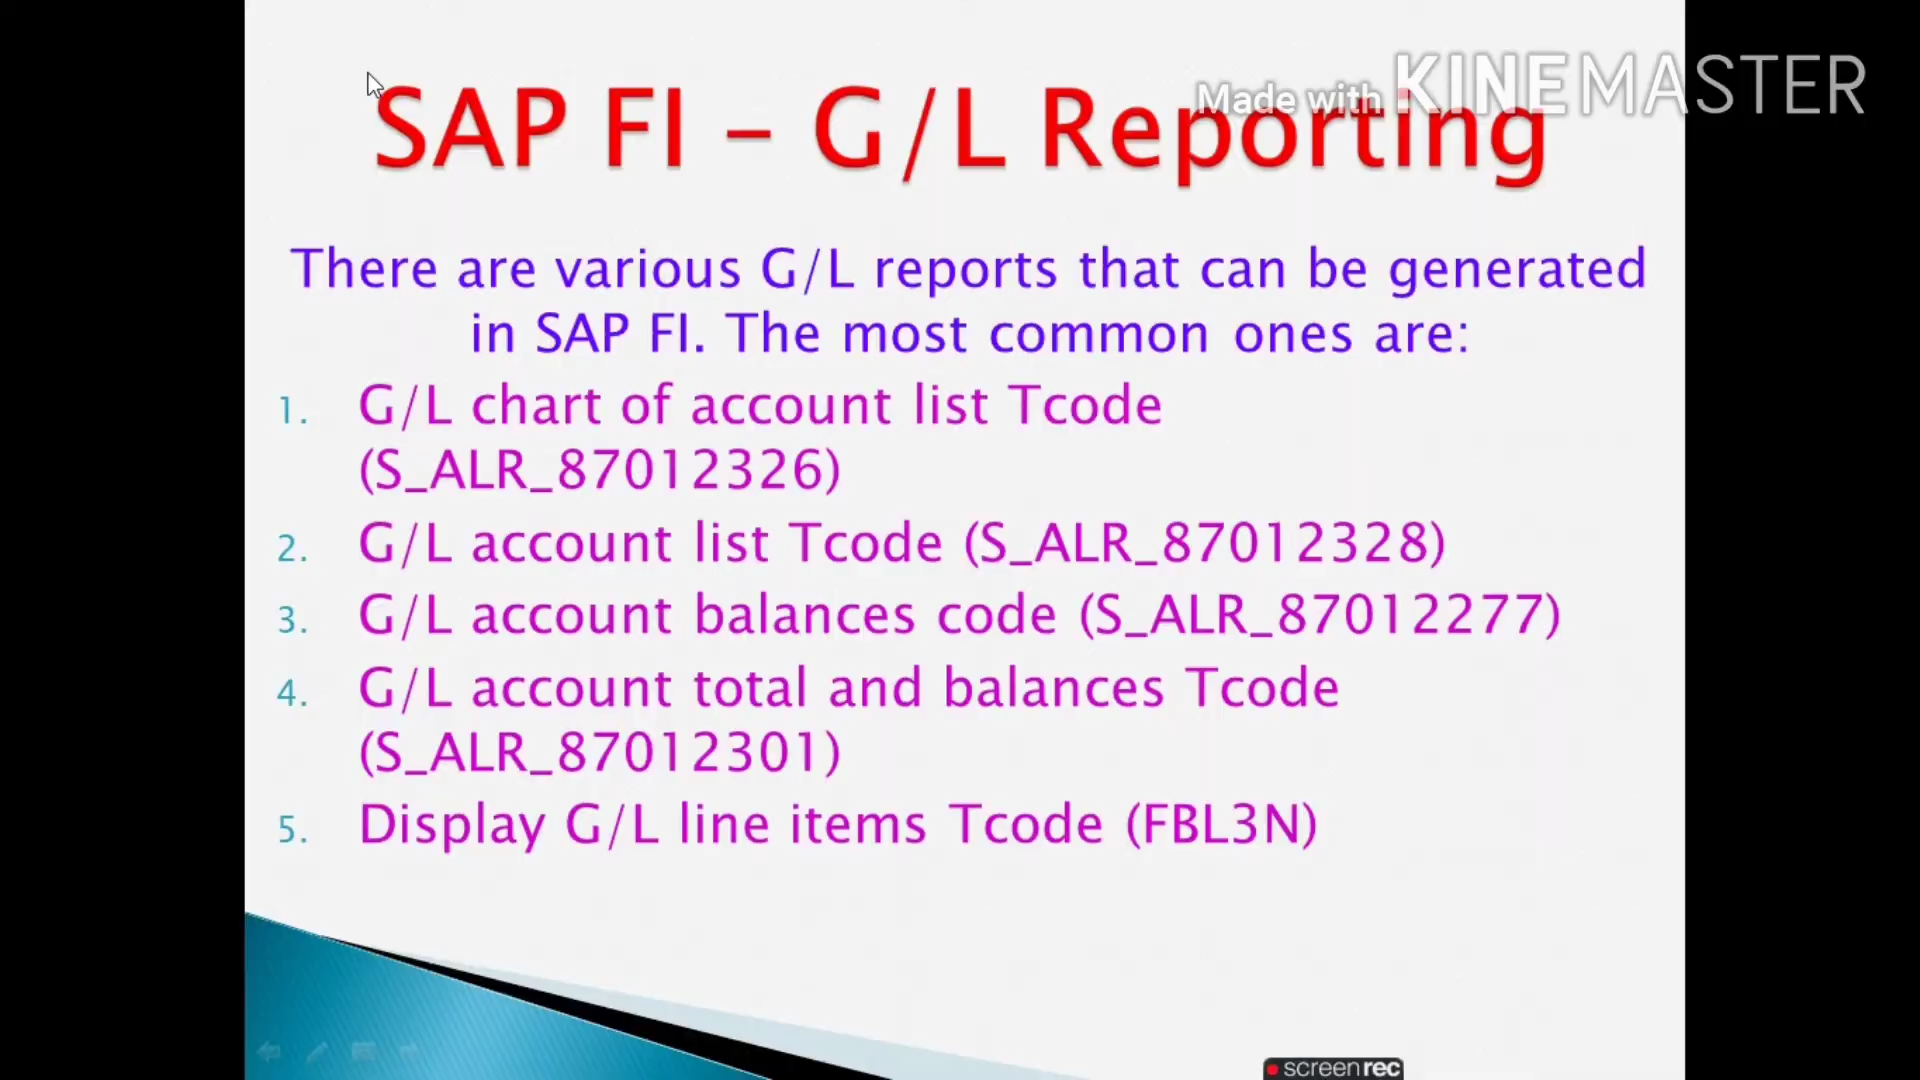 Made with KINEMASTER
SAP FI – G/L Reporting
There are various G/L reports that can be generated
in SAP FI. The most common ones are:
1. G/L chart of account list Tcode
(S_ALR_87012326)
2. G/L account list Tcode (S_ALR_87012328)
3. G/L account balances code (S_ALR_87012277)
4. G/L account total and balances Tcode
(S_ALR_87012301)
5. Display G/L line items Tcode (FBL3N)
screenrec